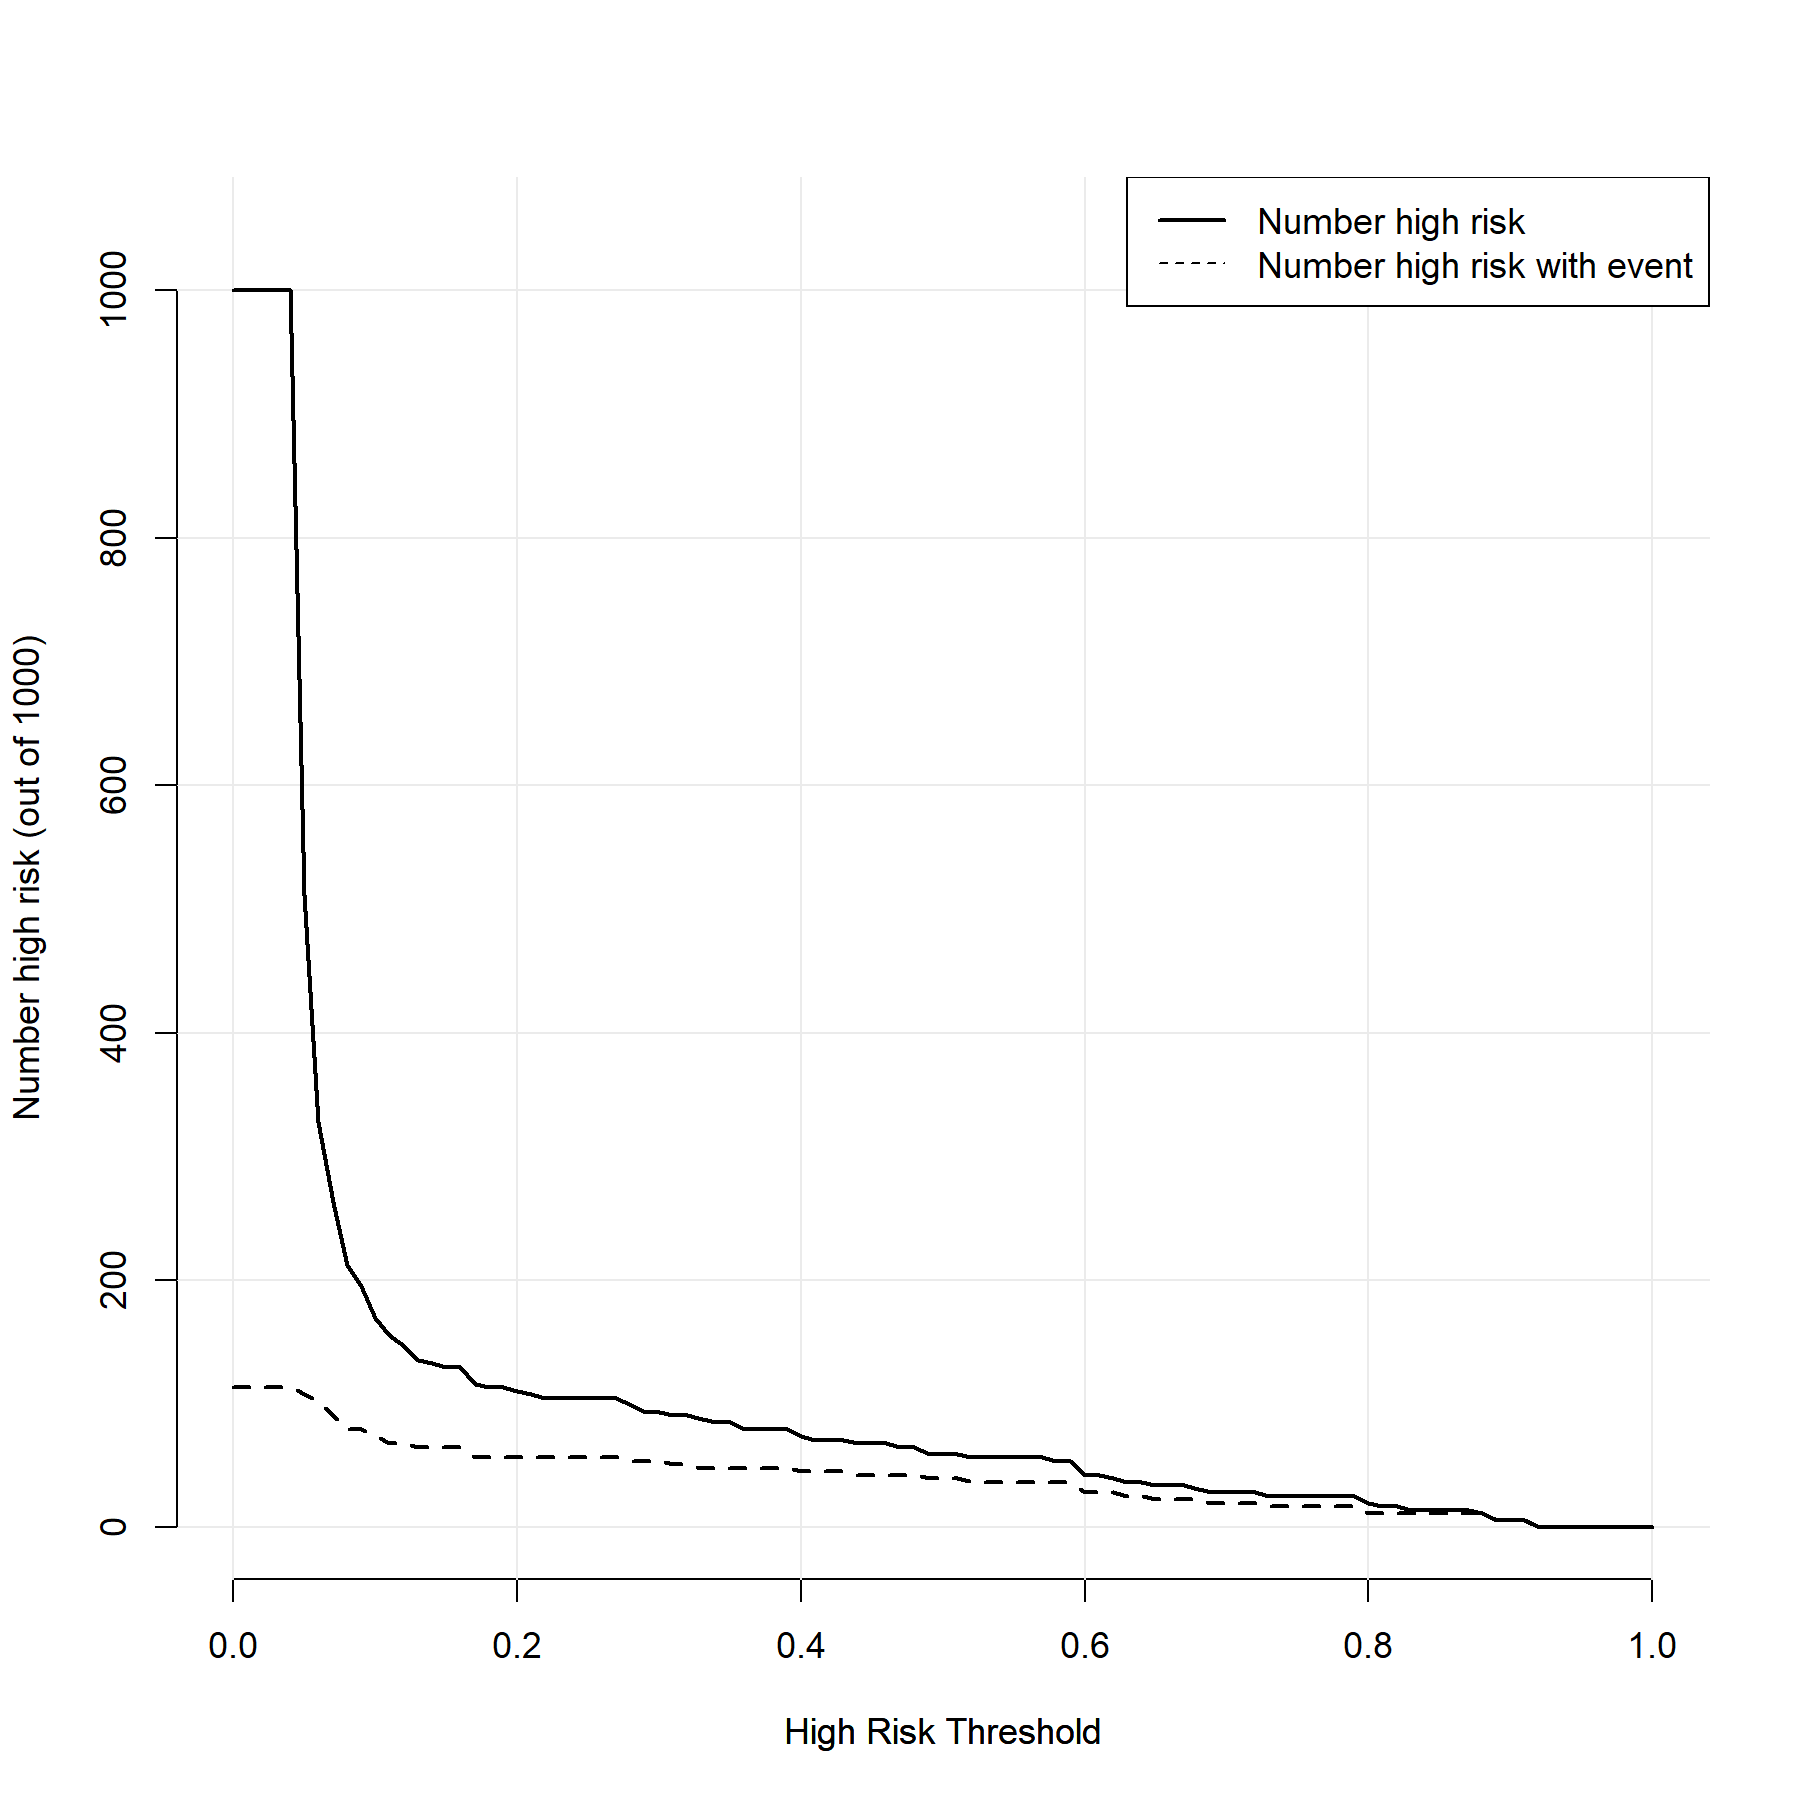 Number high risk
Number high risk with event
Number high risk (out of 1000)
1000
800
600
400
200
0
0.0 0.2 0.4 0.6 0.8 1.0
High Risk Threshold